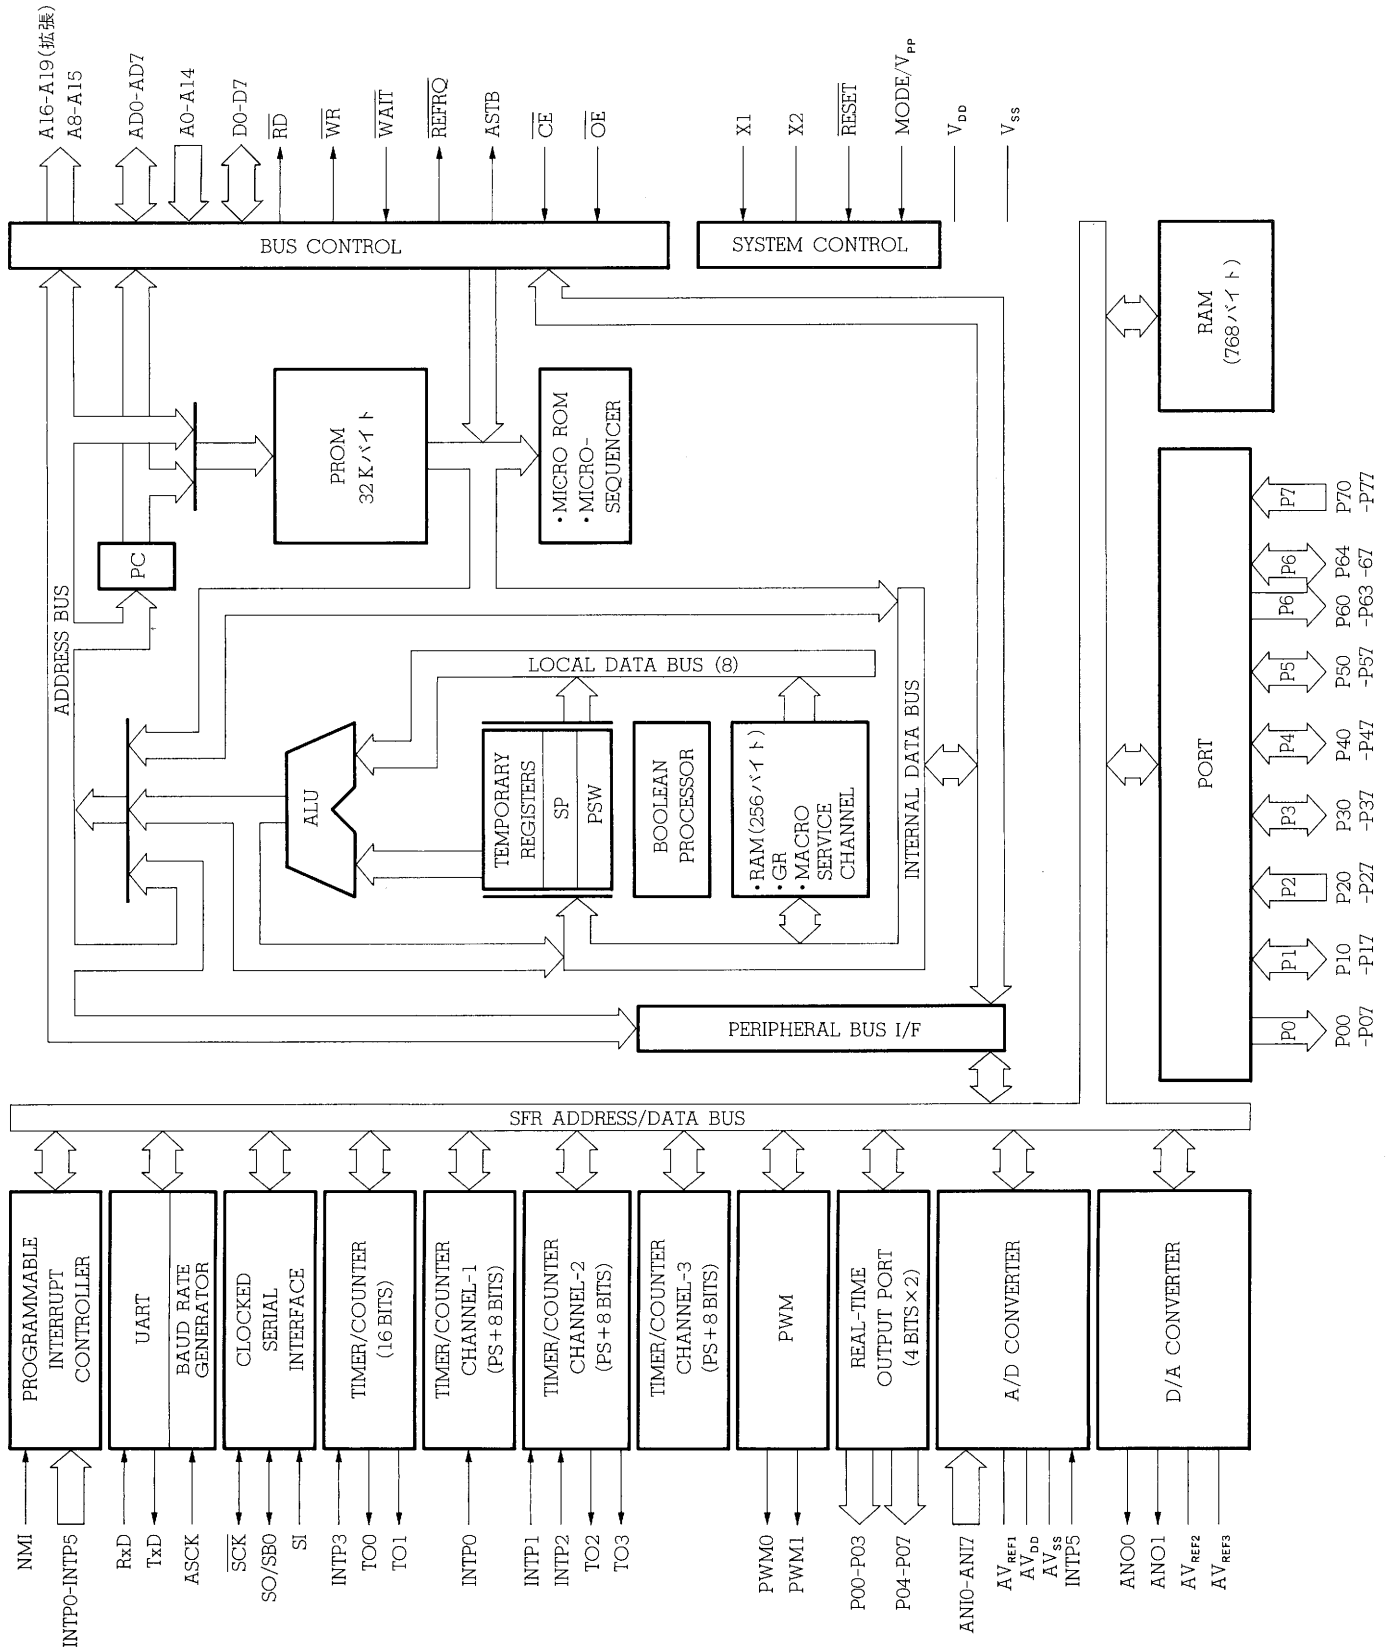 NMI
INTP0-INTP5
RxD
TxD
ASCK
SCK
SO/SB0
SI
INTP3
TO0
TO1
INTP0
INTP1
INTP2
TO2
TO3
PWM0
PWM1
P00-P03
P04-P07
ANI0-ANI7
AVREF1
AVDD
AVSS
INTP5
ANO0
ANO1
AVREF2
AVREF3
PROGRAMMABLE
INTERRUPT
CONTROLLER
UART
BAUD RATE
GENERATOR
CLOCKED
SERIAL
INTERFACE
TIMER/COUNTER
(16 BITS)
TIMER/COUNTER
CHANNEL-1
(PS+8 BITS)
TIMER/COUNTER
CHANNEL-2
(PS+8 BITS)
TIMER/COUNTER
CHANNEL-3
(PS+8 BITS)
PWM
REAL-TIME
OUTPUT PORT
(4 BITS×2)
A/D CONVERTER
D/A CONVERTER
SFR ADDRESS/DATA BUS
PERIPHERAL BUS I/F
ADDRESS BUS
ALU
TEMPORARY
REGISTERS
SP
PSW
BOOLEAN
PROCESSOR
・RAM(256バイト)
・GR
・MACRO
SERVICE
CHANNEL
LOCAL DATA BUS (8)
INTERNAL DATA BUS
PC
PROM
32Kバイト
・MICRO ROM
・MICRO-
SEQUENCER
BUS CONTROL
SYSTEM CONTROL
A16-A19(拡張)
A8-A15
AD0-AD7
A0-A14
D0-D7
RD
WR
WAIT
REFRQ
ASTB
CE
OE
X1
X2
RESET
MODE/VPP
VDD
VSS
RAM
(768バイト)
PORT
P0
P1
P2
P3
P4
P5
P6
P6
P7
P00
-P07
P10
-P17
P20
-P27
P30
-P37
P40
-P47
P50
-P57
P60
-P63
P64
-67
P70
-P77